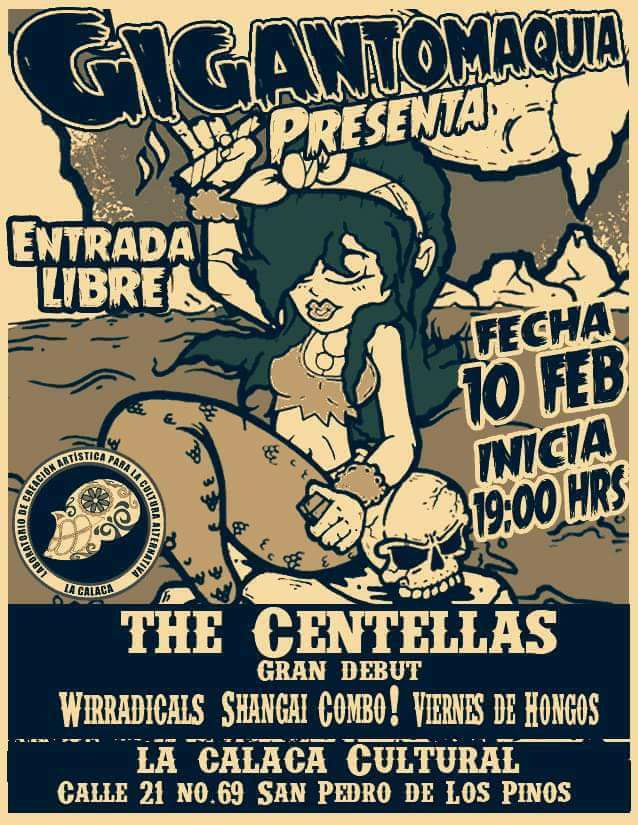 GIGANTOMAQUIA
PRESENTA
ENTRADA
LIBRE
FECHA
10 FEB
INICIA
19:00 HRS
LABORATORIO DE CREACIÓN ARTÍSTICA PARA LA CULTURA ALTERNATIVA
LA CALACA
THE CENTELLAS
GRAN DEBUT
WIRRADICALS SHANGAI COMBO! VIERNES DE HONGOS
LA CALACA CULTURAL
CALLE 21 NO.69 SAN PEDRO DE LOS PINOS